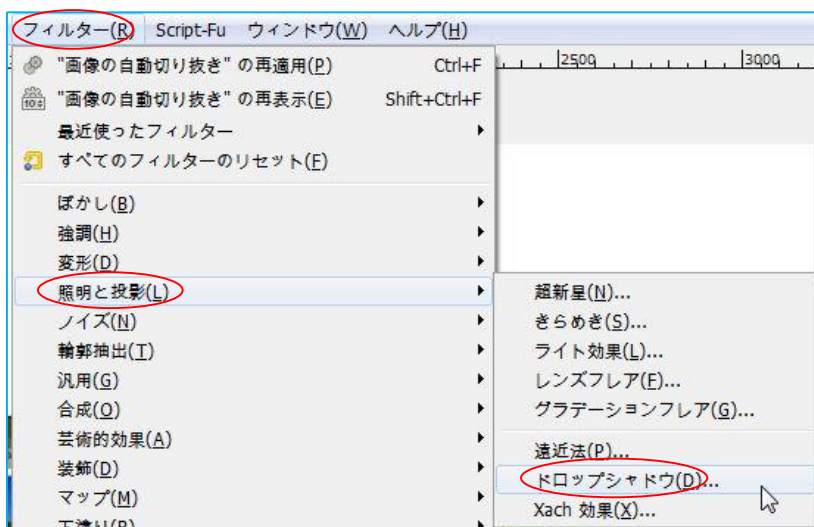 フィルター(R) Script-Fu ウィンドウ(W) ヘルプ(H)
"画像の自動切り抜き" の再適用(P) Ctrl+F
2500 3000
"画像の自動切り抜き" の再表示(E) Shift+Ctrl+F
最近使ったフィルター
すべてのフィルターのリセット(F)
ぼかし(B)
強調(H)
変形(D)
照明と投影(L)
ノイズ(N)
輪郭抽出(T)
汎用(G)
合成(O)
芸術的効果(A)
装飾(D)
マップ(M)
下塗り(R)
超新星(N)...
きらめき(S)...
ライト効果(L)...
レンズフレア(F)...
グラデーションフレア(G)...
遠近法(P)...
ドロップシャドウ(D)...
Xach 効果(X)...